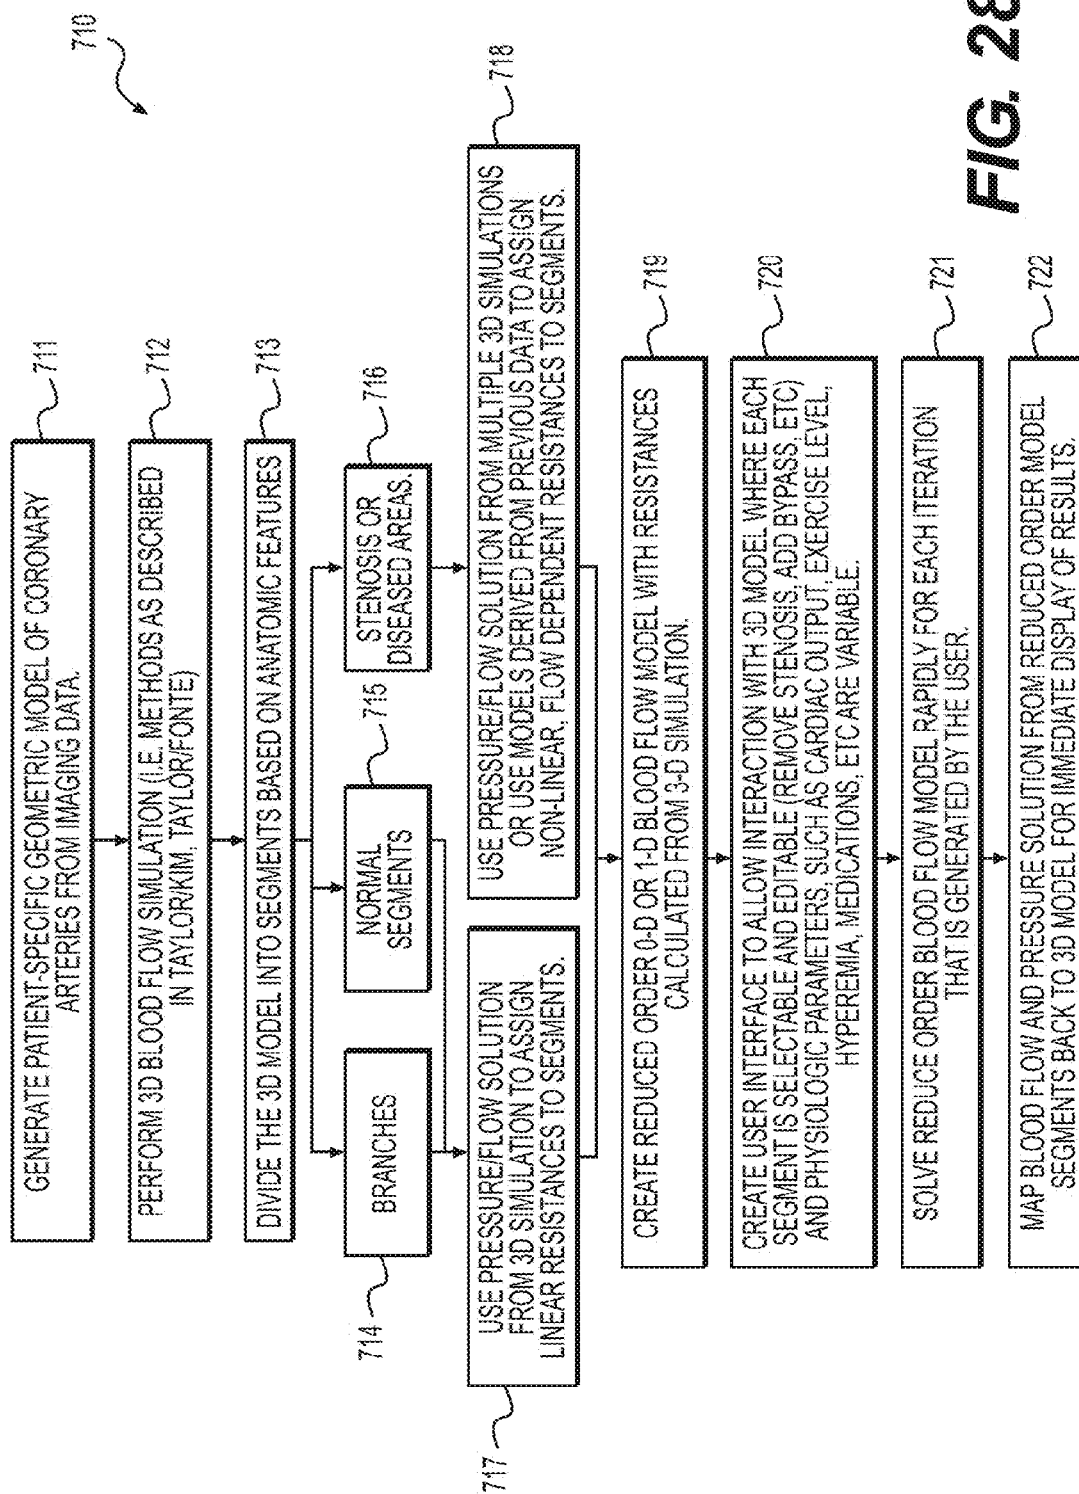 710
GENERATE PATIENT-SPECIFIC GEOMETRIC MODEL OF CORONARY
ARTERIES FROM IMAGING DATA.
711
PERFORM 3D BLOOD FLOW SIMULATION (I.E. METHODS AS DESCRIBED
IN TAYLOR/KIM, TAYLOR/FONTE)
712
DIVIDE THE 3D MODEL INTO SEGMENTS BASED ON ANATOMIC FEATURES
713
BRANCHES
714
NORMAL
SEGMENTS
715
STENOSIS OR
DISEASED AREAS.
716
USE PRESSURE/FLOW SOLUTION
FROM 3D SIMULATION TO ASSIGN
LINEAR RESISTANCES TO SEGMENTS.
717
USE PRESSURE/FLOW SOLUTION FROM MULTIPLE 3D SIMULATIONS
OR USE MODELS DERIVED FROM PREVIOUS DATA TO ASSIGN
NON-LINEAR, FLOW DEPENDENT RESISTANCES TO SEGMENTS.
718
CREATE REDUCED ORDER 0-D OR 1-D BLOOD FLOW MODEL WITH RESISTANCES
CALCULATED FROM 3-D SIMULATION.
719
CREATE USER INTERFACE TO ALLOW INTERACTION WITH 3D MODEL WHERE EACH
SEGMENT IS SELECTABLE AND EDITABLE (REMOVE STENOSIS, ADD BYPASS, ETC)
AND PHYSIOLOGIC PARAMETERS, SUCH AS CARDIAC OUTPUT, EXERCISE LEVEL,
HYPEREMIA, MEDICATIONS, ETC ARE VARIABLE.
720
SOLVE REDUCE ORDER BLOOD FLOW MODEL RAPIDLY FOR EACH ITERATION
THAT IS GENERATED BY THE USER.
721
MAP BLOOD FLOW AND PRESSURE SOLUTION FROM REDUCED ORDER MODEL
SEGMENTS BACK TO 3D MODEL FOR IMMEDIATE DISPLAY OF RESULTS.
722
FIG. 28